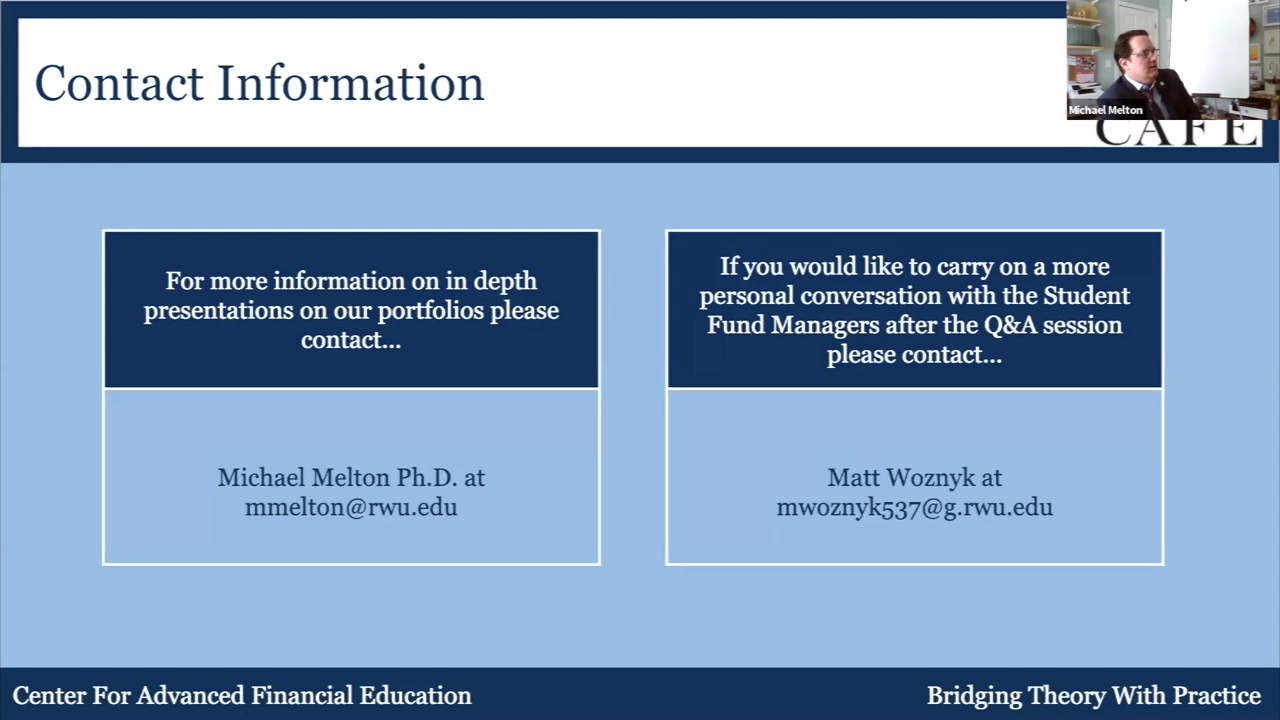 Contact Information
Michael Melton
CAFE
For more information on in depth
presentations on our portfolios please
contact...
If you would like to carry on a more
personal conversation with the Student
Fund Managers after the Q&A session
please contact...
Michael Melton Ph.D. at
mmelton@rwu.edu
Matt Woznyk at
mwoznyk537@g.rwu.edu
Center For Advanced Financial Education
Bridging Theory With Practice